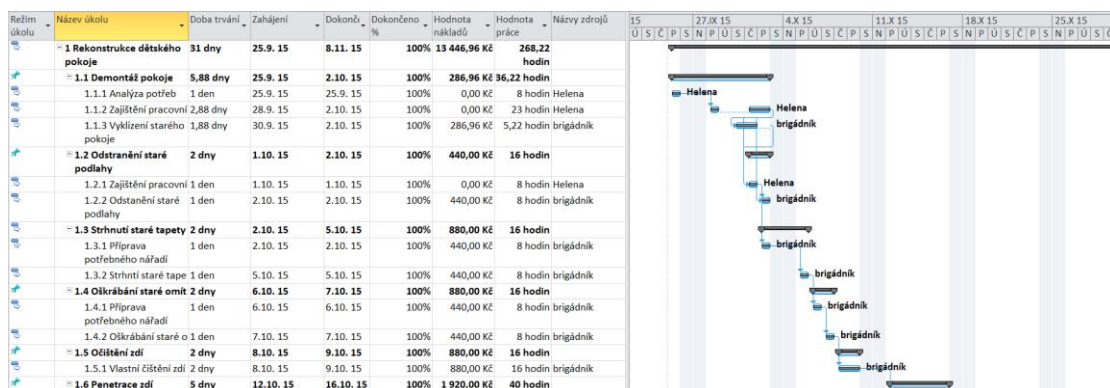 Režim úkolu Název úkolu Doba trvání Zahájení Dokonče Dokončeno % Hodnota nákladů Hodnota práce Názvy zdrojů
15 27.IX 15 4.X 15 11.X 15 18.X 15 25.X 15
Ú S Č P S N P Ú S Č P S N P Ú S Č P S N P Ú S Č P S N P Ú S Č P S N P Ú S Č
1 Rekonstrukce dětského pokoje 31 dny 25.9. 15 8.11. 15 100% 13 446,96 Kč 268,22 hodin
1.1 Demontáž pokoje 5,88 dny 25.9. 15 2.10. 15 100% 286,96 Kč 36,22 hodin
1.1.1 Analýza potřeb 1 den 25.9. 15 25.9. 15 100% 0,00 Kč 8 hodin Helena Helena
1.1.2 Zajištění pracovní 2,88 dny 28.9. 15 2.10. 15 100% 0,00 Kč 23 hodin Helena Helena
1.1.3 Vyklizení starého pokoje 1,88 dny 30.9. 15 2.10. 15 100% 286,96 Kč 5,22 hodin brigádník brigádník
1.2 Odstranění staré podlahy 2 dny 1.10. 15 2.10. 15 100% 440,00 Kč 16 hodin
1.2.1 Zajištění pracovní 1 den 1.10. 15 1.10. 15 100% 0,00 Kč 8 hodin Helena Helena
1.2.2 Odstanění staré podlahy 1 den 2.10. 15 2.10. 15 100% 440,00 Kč 8 hodin brigádník brigádník
1.3 Strhnutí staré tapety 2 dny 2.10. 15 5.10. 15 100% 880,00 Kč 16 hodin
1.3.1 Příprava potřebného nářadí 1 den 2.10. 15 2.10. 15 100% 440,00 Kč 8 hodin brigádník brigádník
1.3.2 Strhntí staré tape 1 den 5.10. 15 5.10. 15 100% 440,00 Kč 8 hodin brigádník brigádník
1.4 Oškrábání staré omít 2 dny 6.10. 15 7.10. 15 100% 880,00 Kč 16 hodin
1.4.1 Příprava potřebného nářadí 1 den 6.10. 15 6.10. 15 100% 440,00 Kč 8 hodin brigádník brigádník
1.4.2 Oškrábání staré o 1 den 7.10. 15 7.10. 15 100% 440,00 Kč 8 hodin brigádník brigádník
1.5 Očištění zdí 2 dny 8.10. 15 9.10. 15 100% 880,00 Kč 16 hodin
1.5.1 Vlastní čištění zdí 2 dny 8.10. 15 9.10. 15 100% 880,00 Kč 16 hodin brigádník brigádník
1.6 Penetrace zdí 5 dny 12.10. 15 16.10. 15 100% 1 920,00 Kč 40 hodin